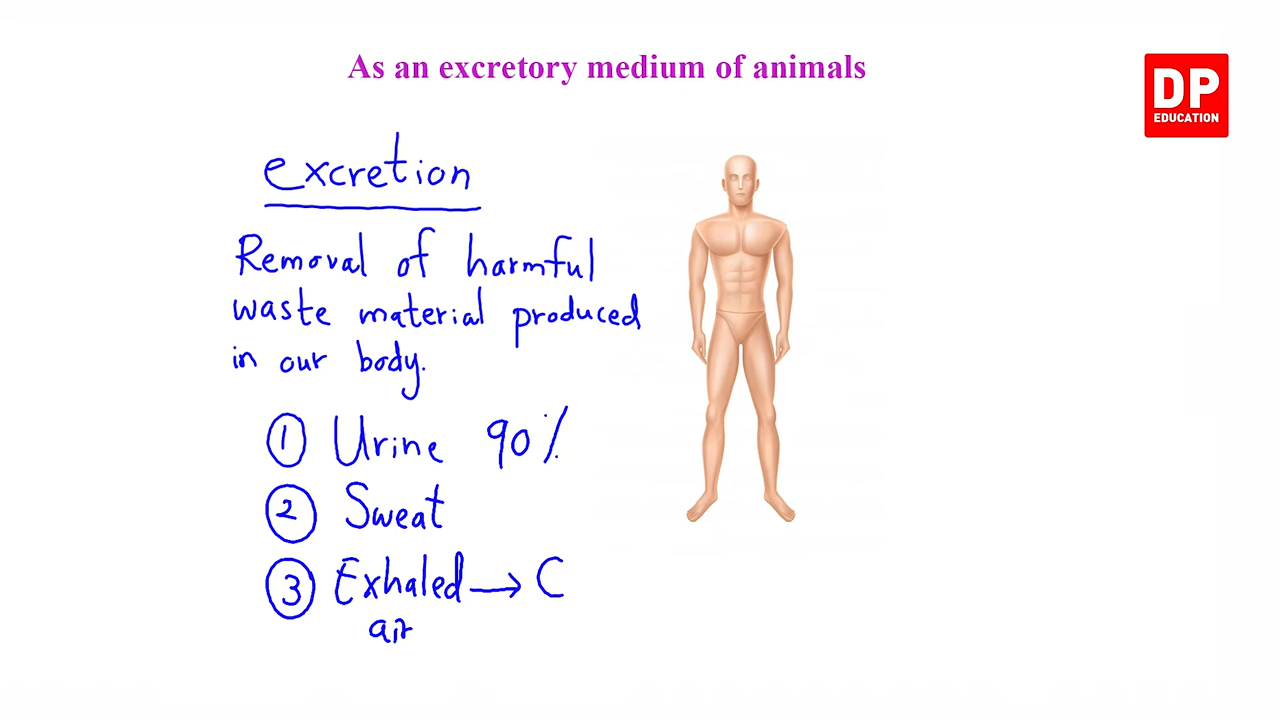 As an excretory medium of animals
DP
EDUCATION
excretion
Removal of harmful
waste material produced
in our body.
① Urine 90%
② Sweat
③ Exhaled → C
air